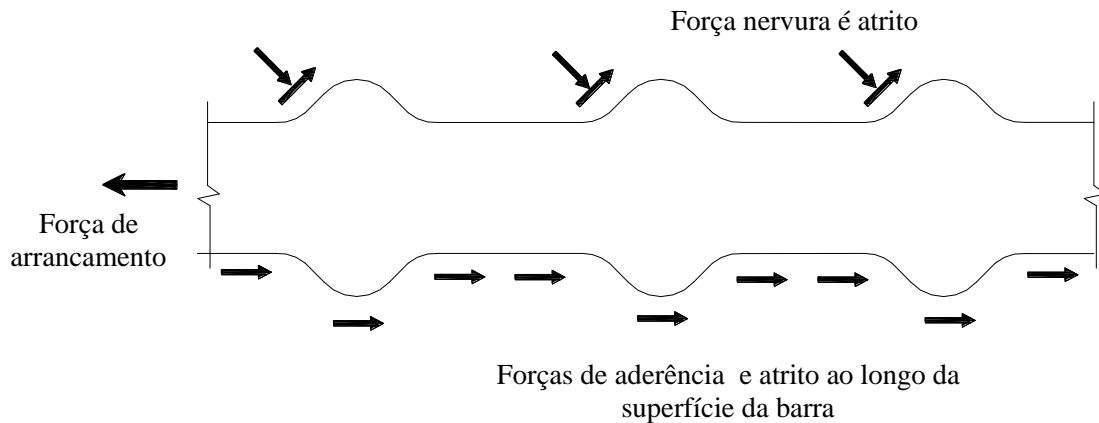 Força nervura é atrito
Força de
arrancamento
Forças de aderência e atrito ao longo da
superfície da barra